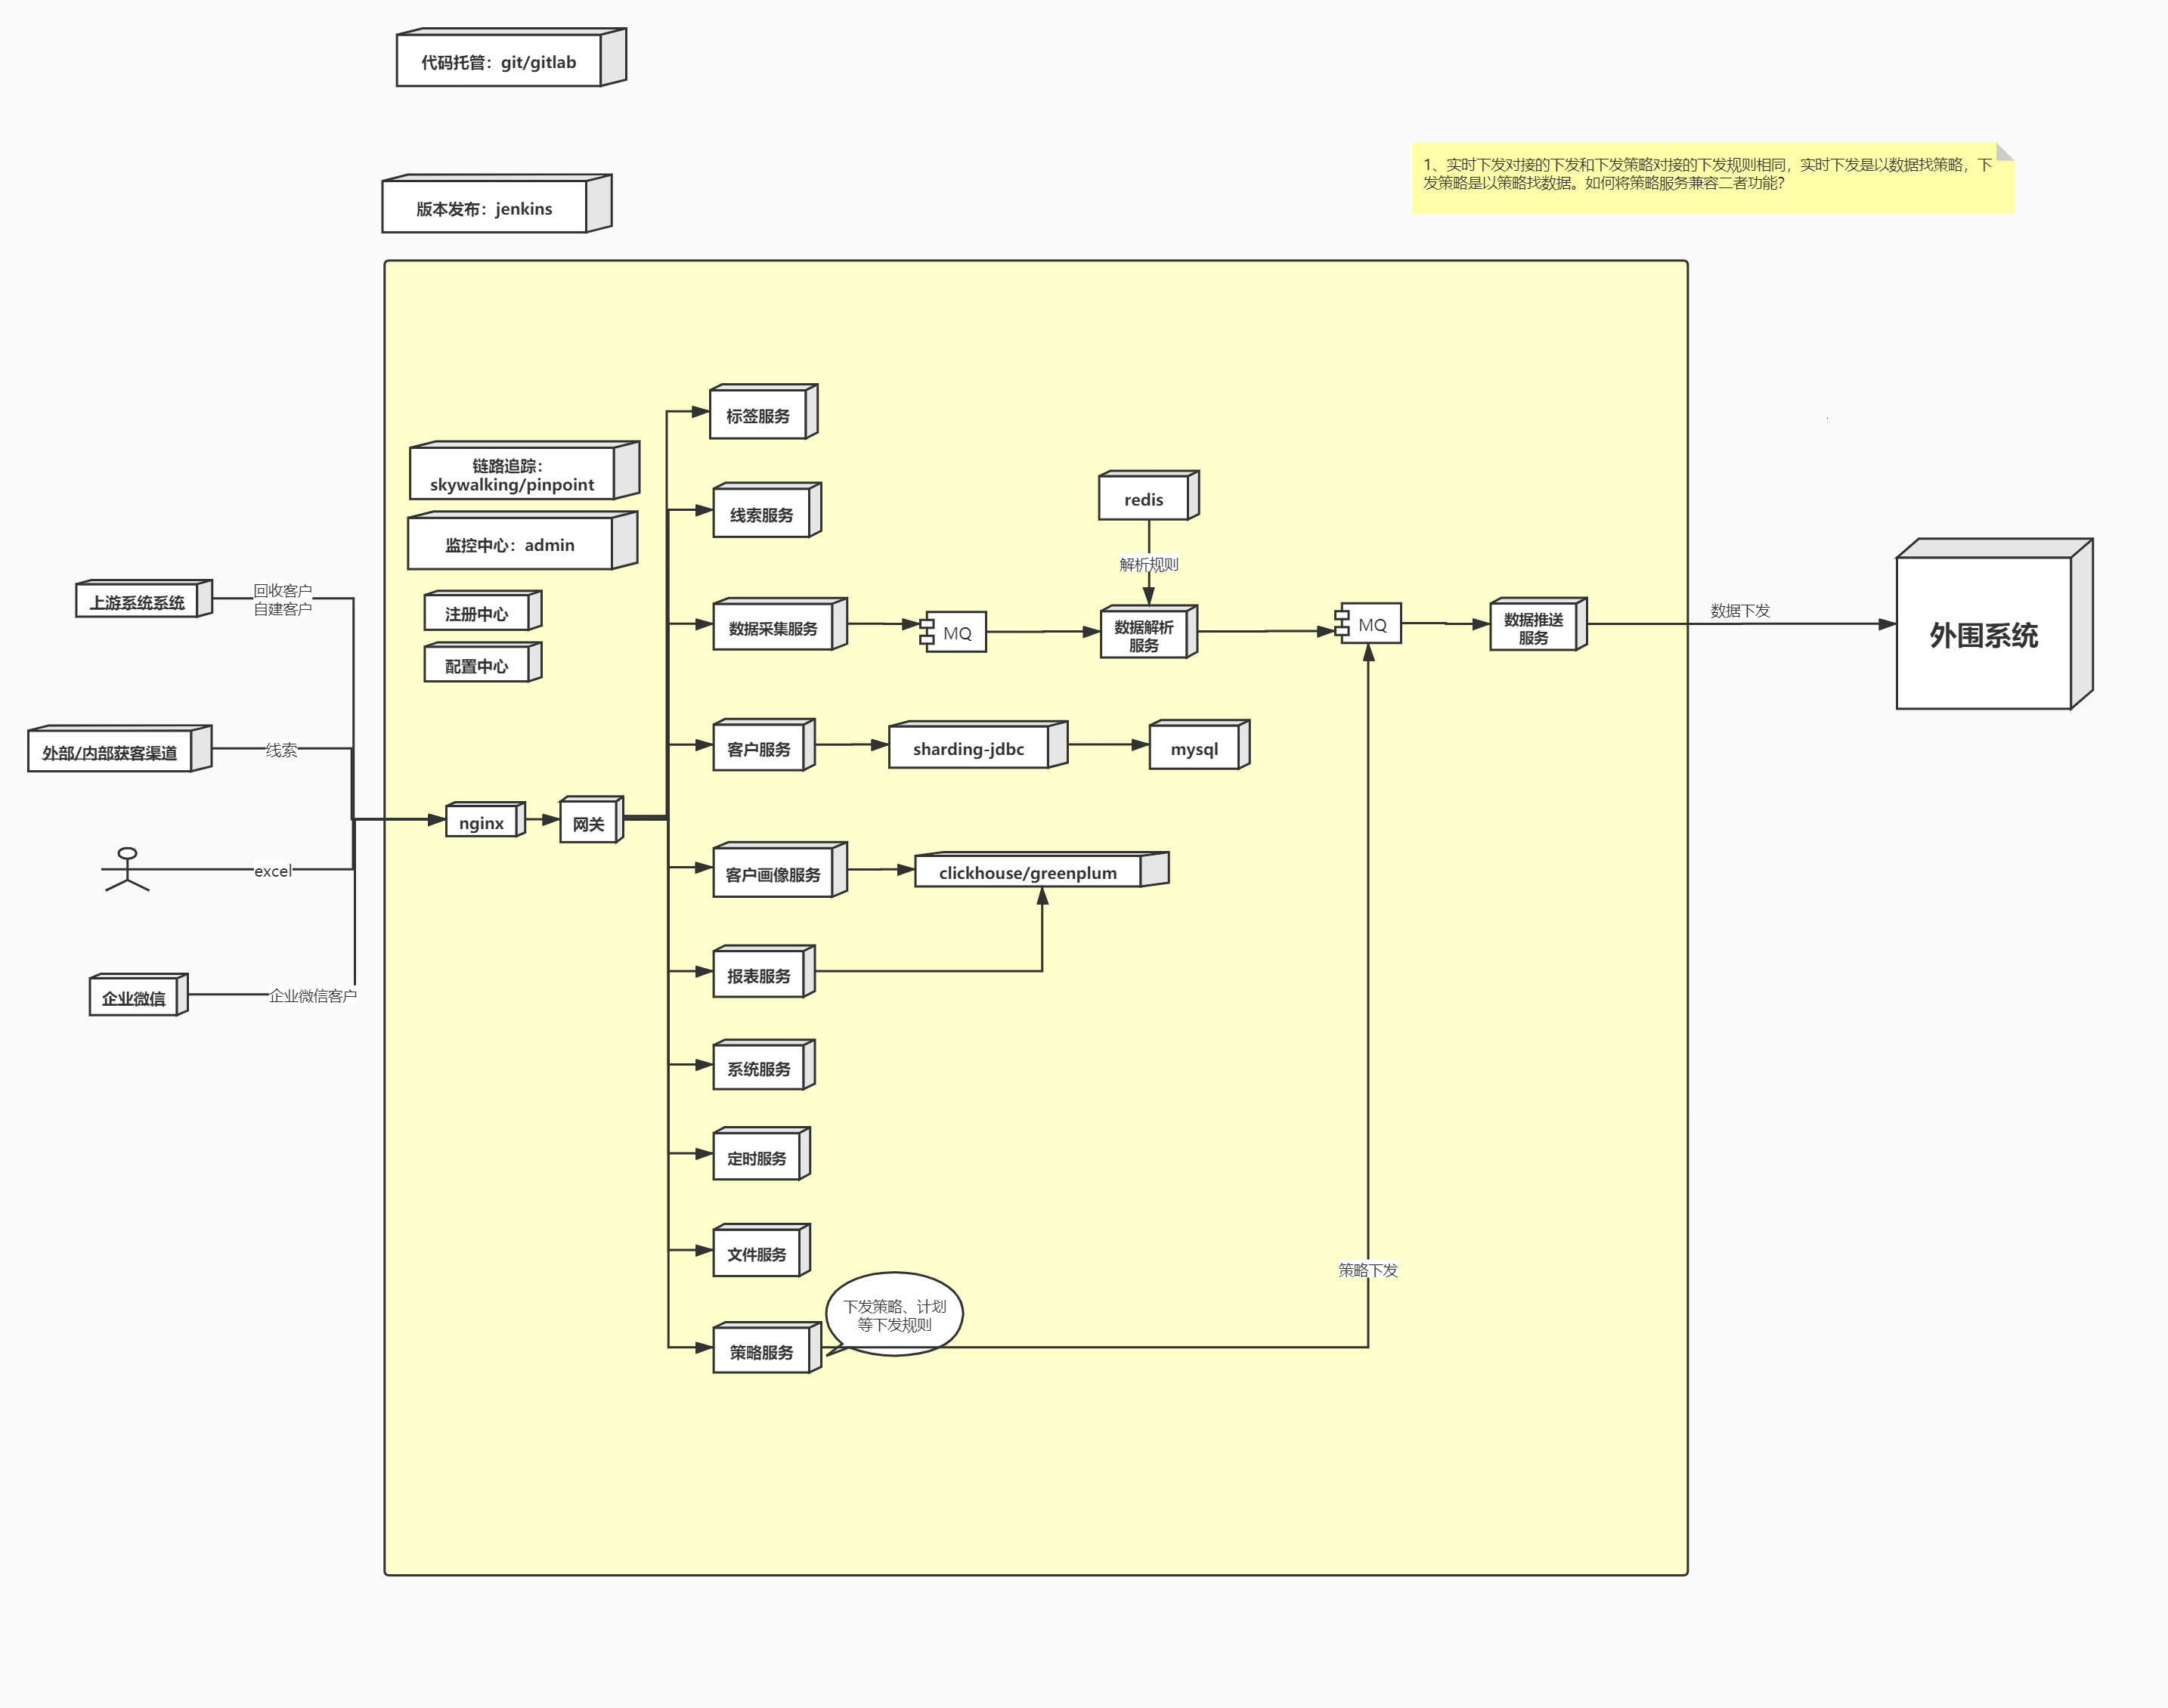 代码托管：git/gitlab
版本发布：jenkins
1、实时下发对接的下发和下发策略对接的下发规则相同，实时下发是以数据找策略，下
发策略是以策略找数据。如何将策略服务兼容二者功能？
标签服务
链路追踪：
skywalking/pinpoint
线索服务
redis
监控中心：admin
解析规则
上游系统系统
回收客户
自建客户
注册中心
数据采集服务
MQ
数据解析
服务
MQ
数据推送
服务
数据下发
外围系统
配置中心
外部/内部获客渠道
线索
客户服务
sharding-jdbc
mysql
nginx
网关
excel
客户画像服务
clickhouse/greenplum
报表服务
企业微信
企业微信客户
系统服务
定时服务
文件服务
策略下发
下发策略、计划
等下发规则
策略服务